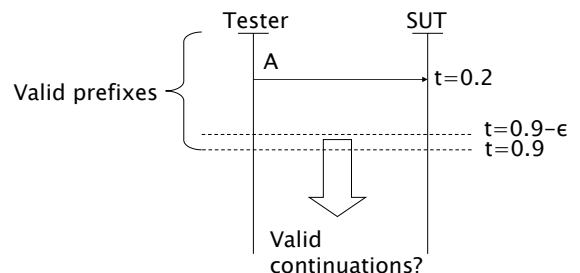 Tester SUT
A
t=0.2
Valid prefixes
t=0.9-ϵ
t=0.9
Valid
continuations?